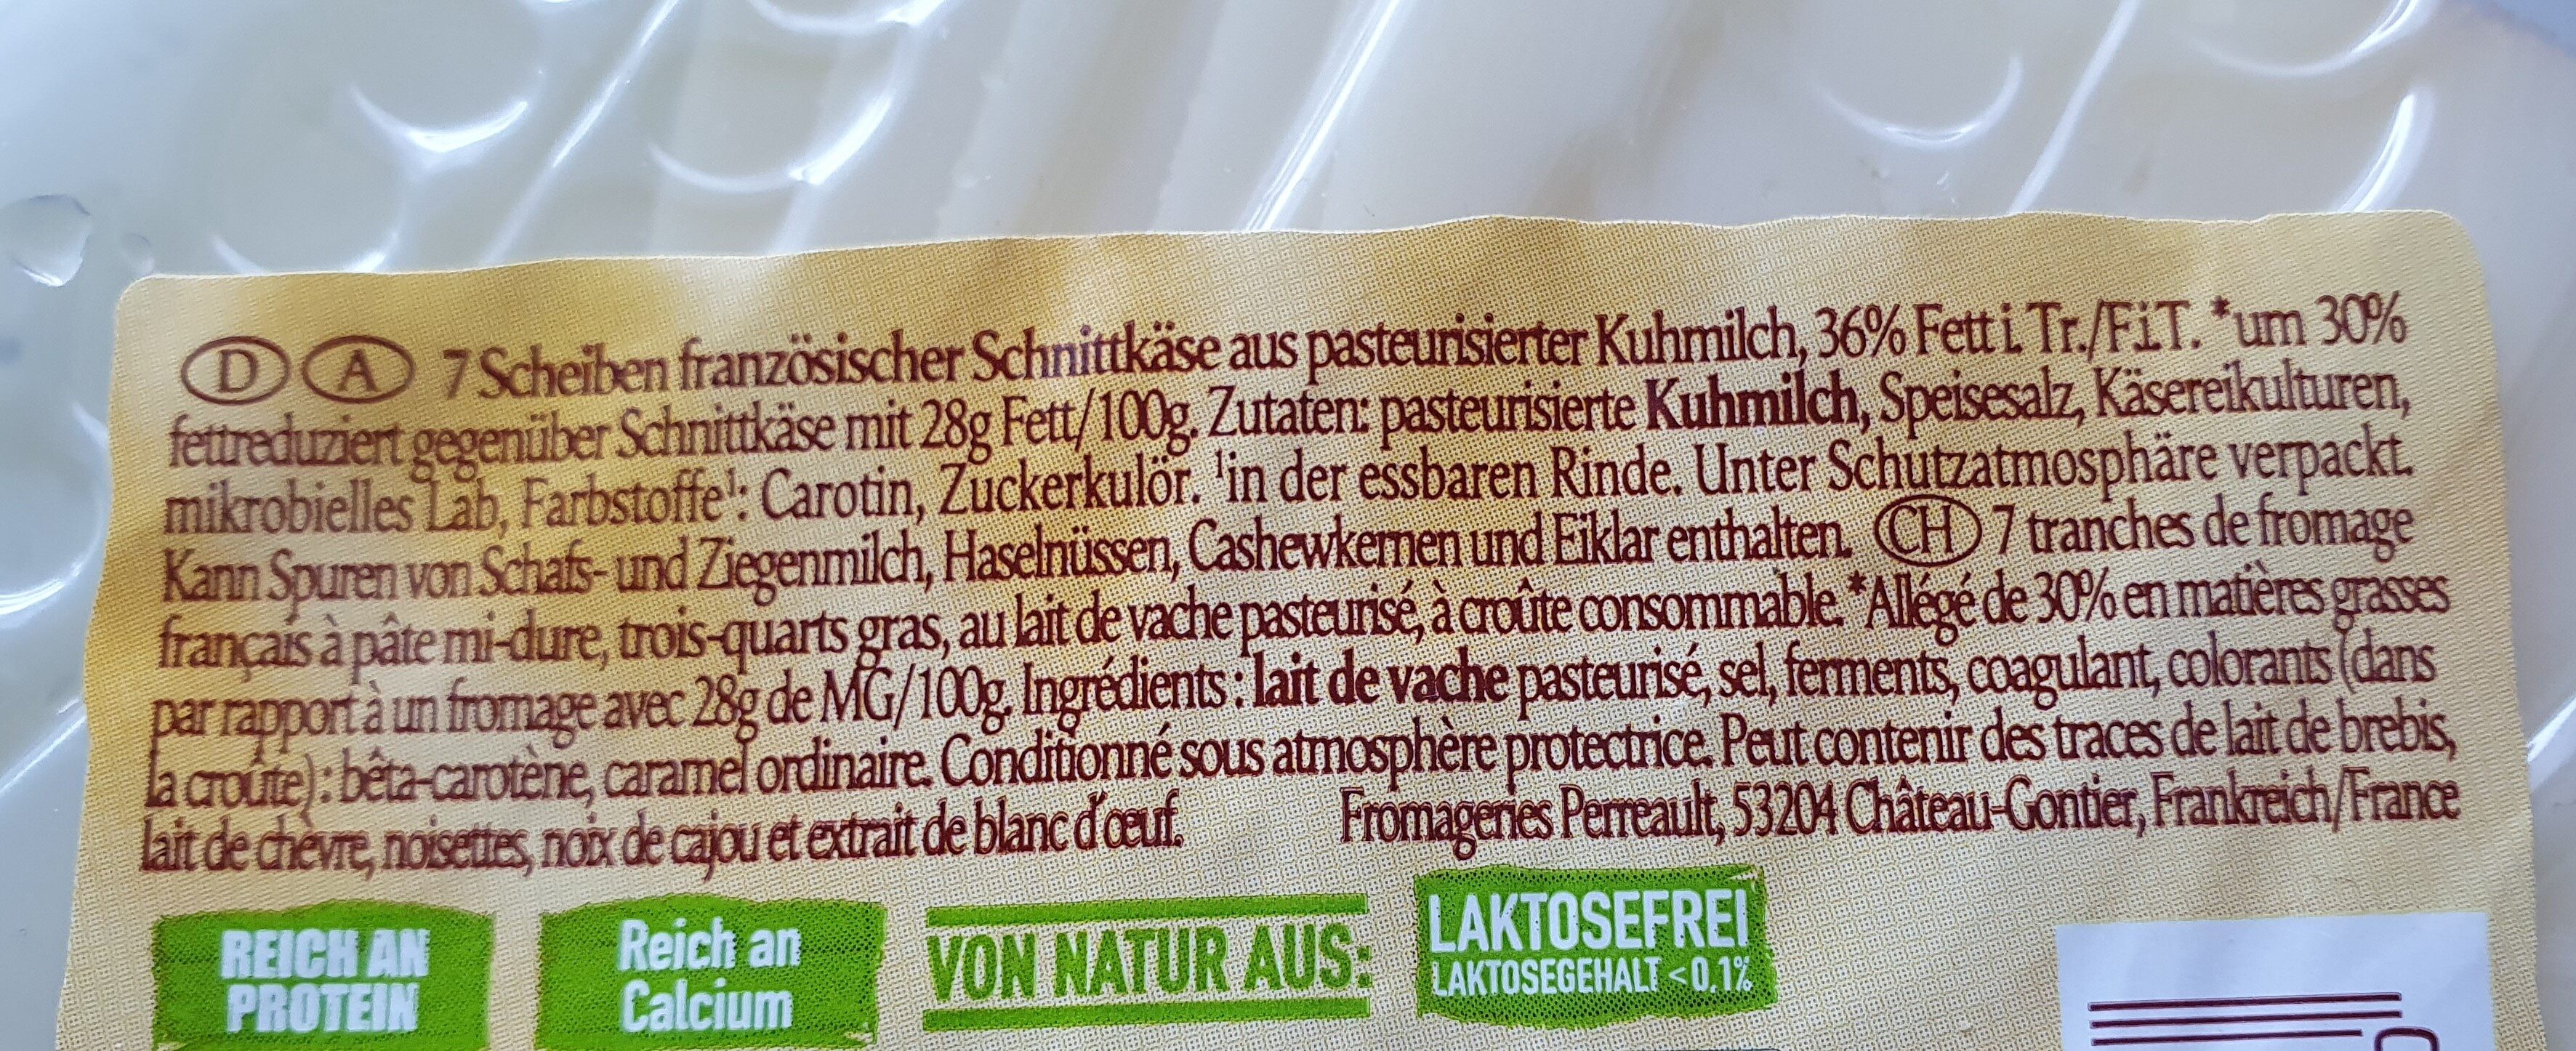 D A 7 Scheiben französischer Schnittkäse aus pasteurisierter Kuhmilch, 36% Fett i. Tr./FiT. *um 30%
fettreduziert gegenüber Schnittkäse mit 28g Fett/100g. Zutaten: pasteurisierte Kuhmilch, Speisesalz, Käsereikulturen,
mikrobielles Lab, Farbstoffe¹: Carotin, Zuckerkulör. ¹in der essbaren Rinde. Unter Schutzatmosphäre verpackt.
Kann Spuren von Schafs- und Ziegenmilch, Haselnüssen, Cashewkernen und Eiklar enthalten. CH 7 tranches de fromage
français à pâte mi-dure, trois-quarts gras, au lait de vache pasteurisé, à croûte consommable. *Allégé de 30% en matières grasses
par rapport à un fromage avec 28g de MG/100g. Ingrédients : lait de vache pasteurisé, sel, ferments, coagulant, colorants (dans
la croûte) : bêta-carotène, caramel ordinaire. Conditionné sous atmosphère protectrice. Peut contenir des traces de lait de brebis,
lait de chèvre, noisettes, noix de cajou et extrait de blanc d'œuf. Fromageries Perreault, 53204 Château-Gontier, Frankreich/France
REICH AN
PROTEIN
Reich an
Calcium
VON NATUR AUS:
LAKTOSEFREI
LAKTOSEGEHALT <0,1%